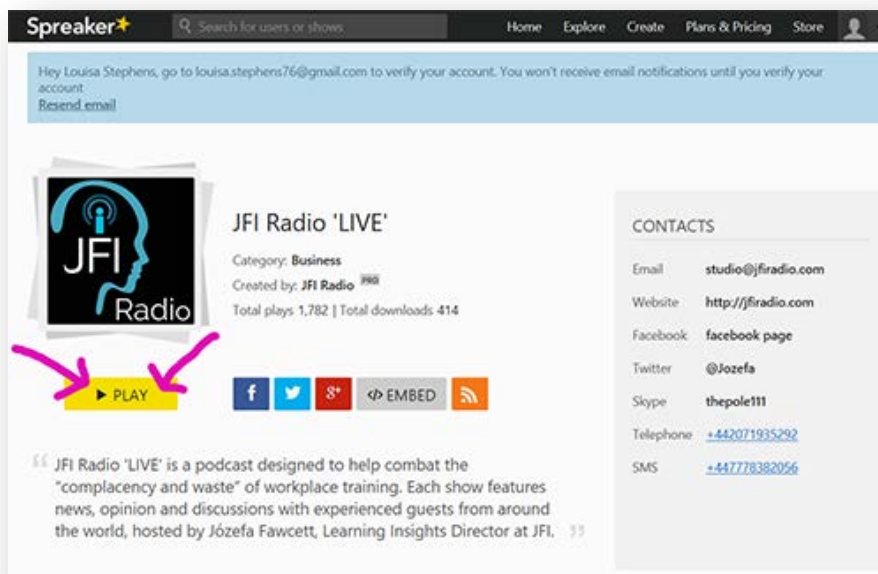 Spreaker
Search for users or shows
Home Explore Create Plans & Pricing Store
Hey Louisa Stephens, go to louisa.stephens76@gmail.com to verify your account. You won't receive email notifications until you verify your
account
Resend email
JFI
Radio
JFI Radio 'LIVE'
Category: Business
Created by: JFI Radio PRO
Total plays 1,782 | Total downloads 414
▶ PLAY
f 8+ </> EMBED
“ JFI Radio 'LIVE' is a podcast designed to help combat the
"complacency and waste" of workplace training. Each show features
news, opinion and discussions with experienced guests from around
the world, hosted by Józefa Fawcett, Learning Insights Director at JFI. ”
CONTACTS
Email studio@jfiradio.com
Website http://jfiradio.com
Facebook facebook page
Twitter @Jozefa
Skype thepole111
Telephone +442071935292
SMS +447778382056